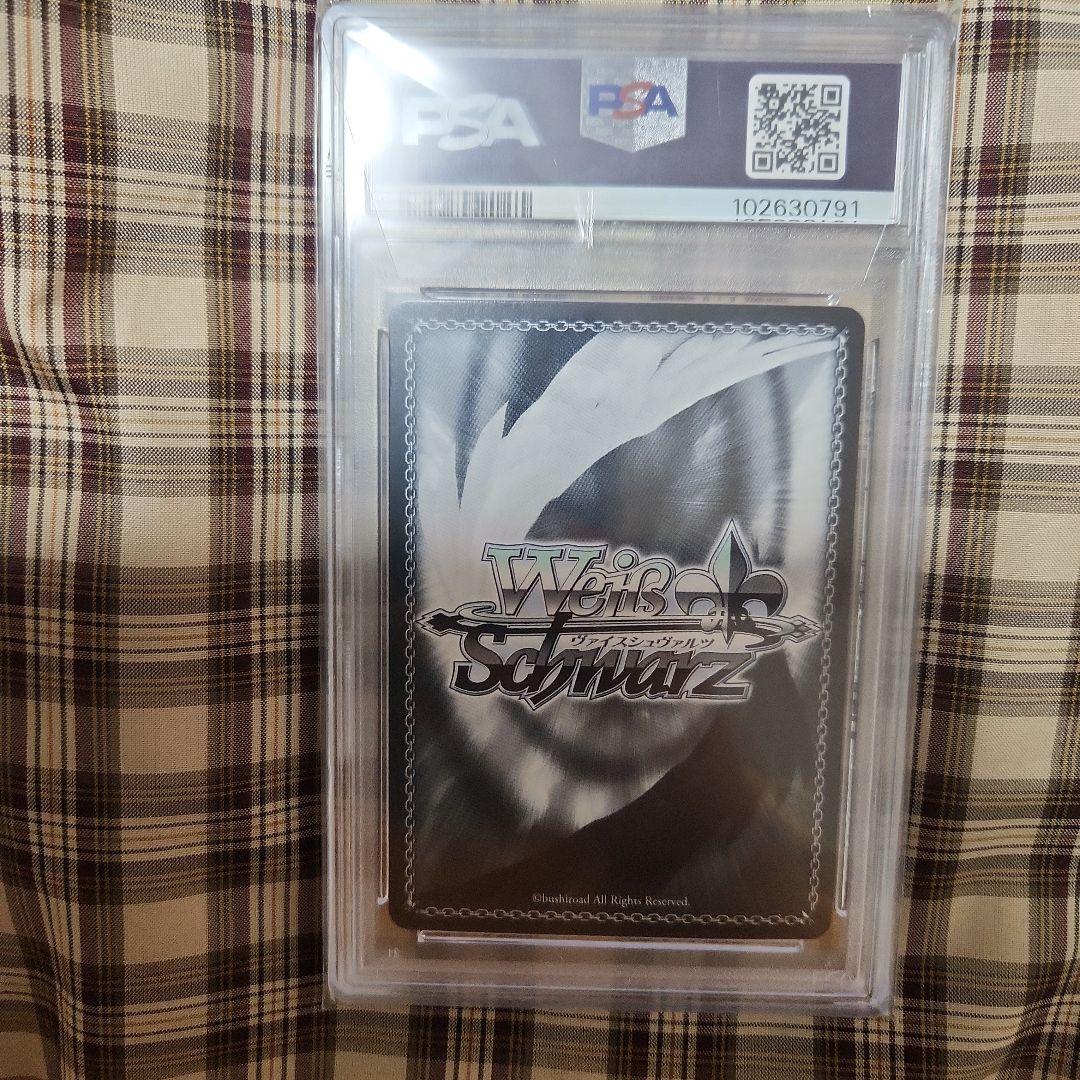 PSA
PSA
102630791
Weiß
ヴァイスシュヴァルツ
Schwarz
©bushiroad All Rights Reserved.